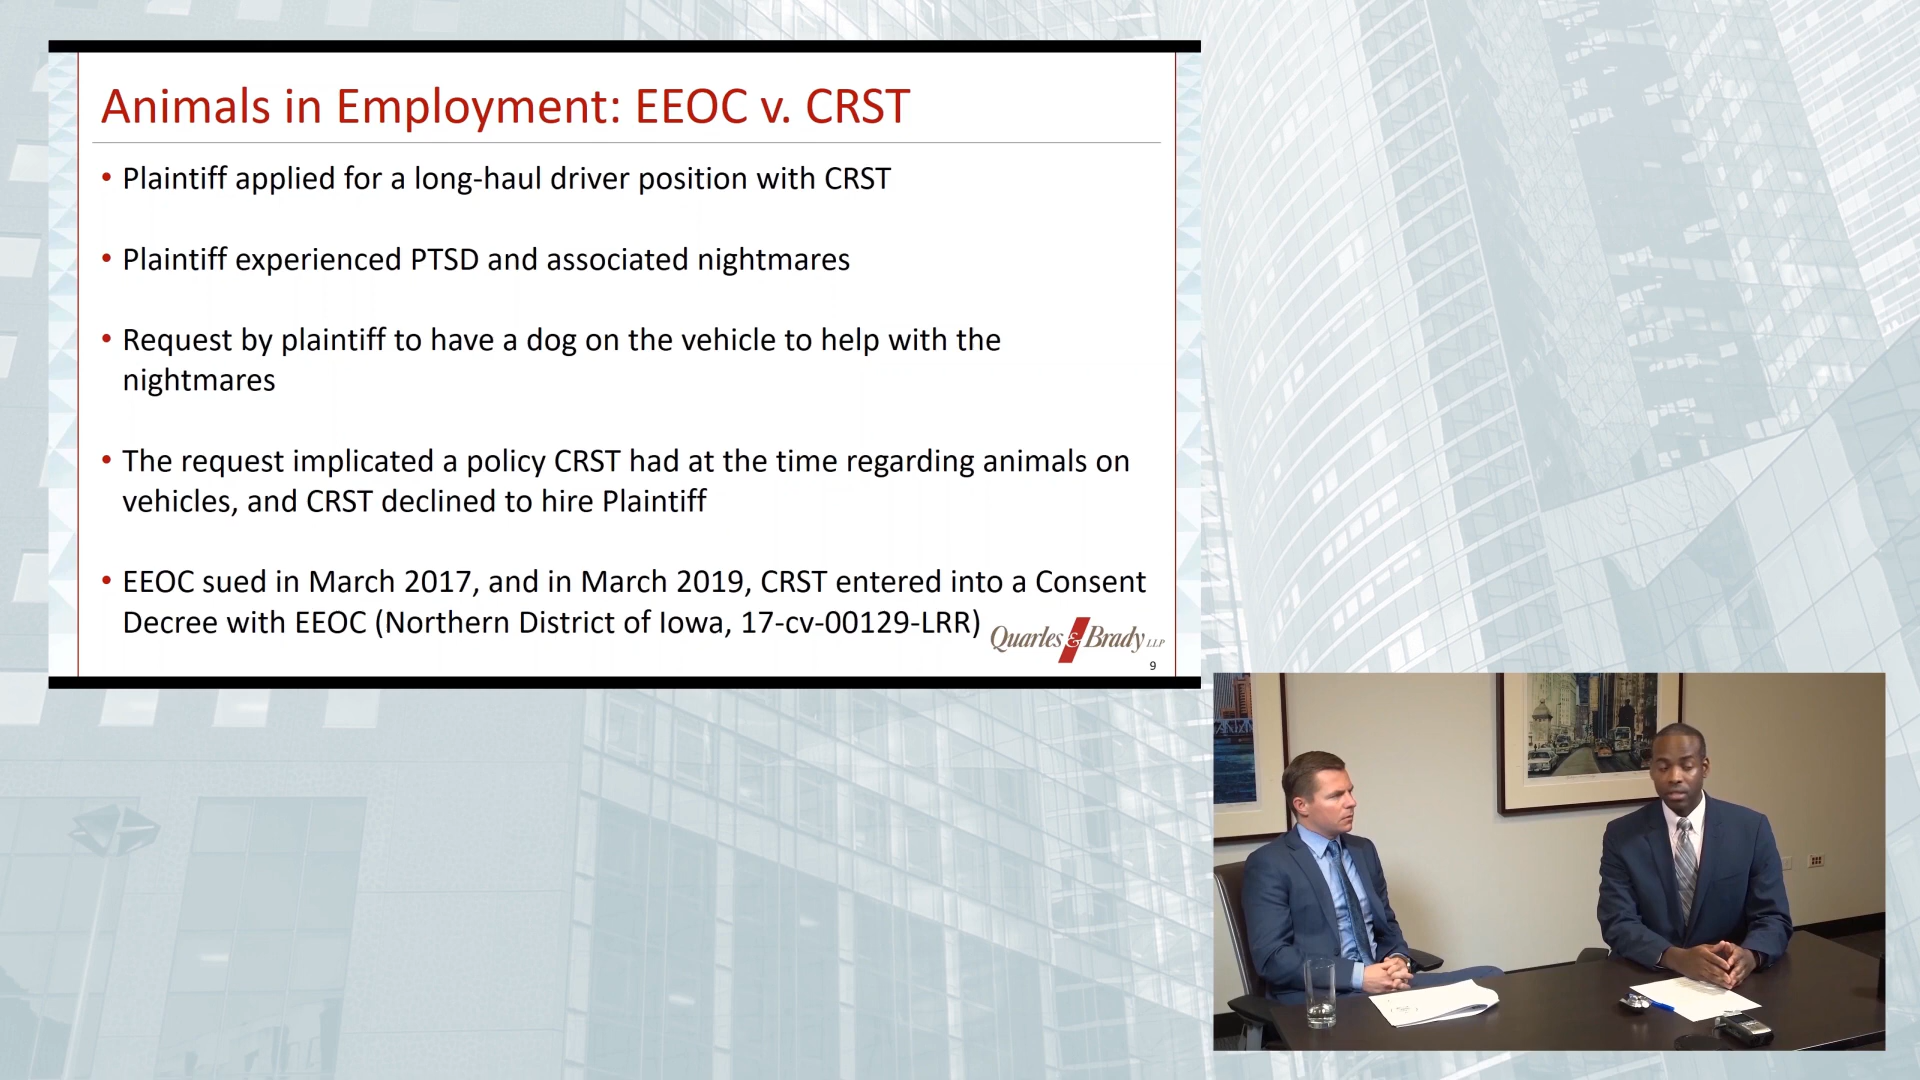 Animals in Employment: EEOC v. CRST
• Plaintiff applied for a long-haul driver position with CRST
• Plaintiff experienced PTSD and associated nightmares
• Request by plaintiff to have a dog on the vehicle to help with the
nightmares
• The request implicated a policy CRST had at the time regarding animals on
vehicles, and CRST declined to hire Plaintiff
• EEOC sued in March 2017, and in March 2019, CRST entered into a Consent
Decree with EEOC (Northern District of Iowa, 17-cv-00129-LRR)
Quarles & Brady LLP
9